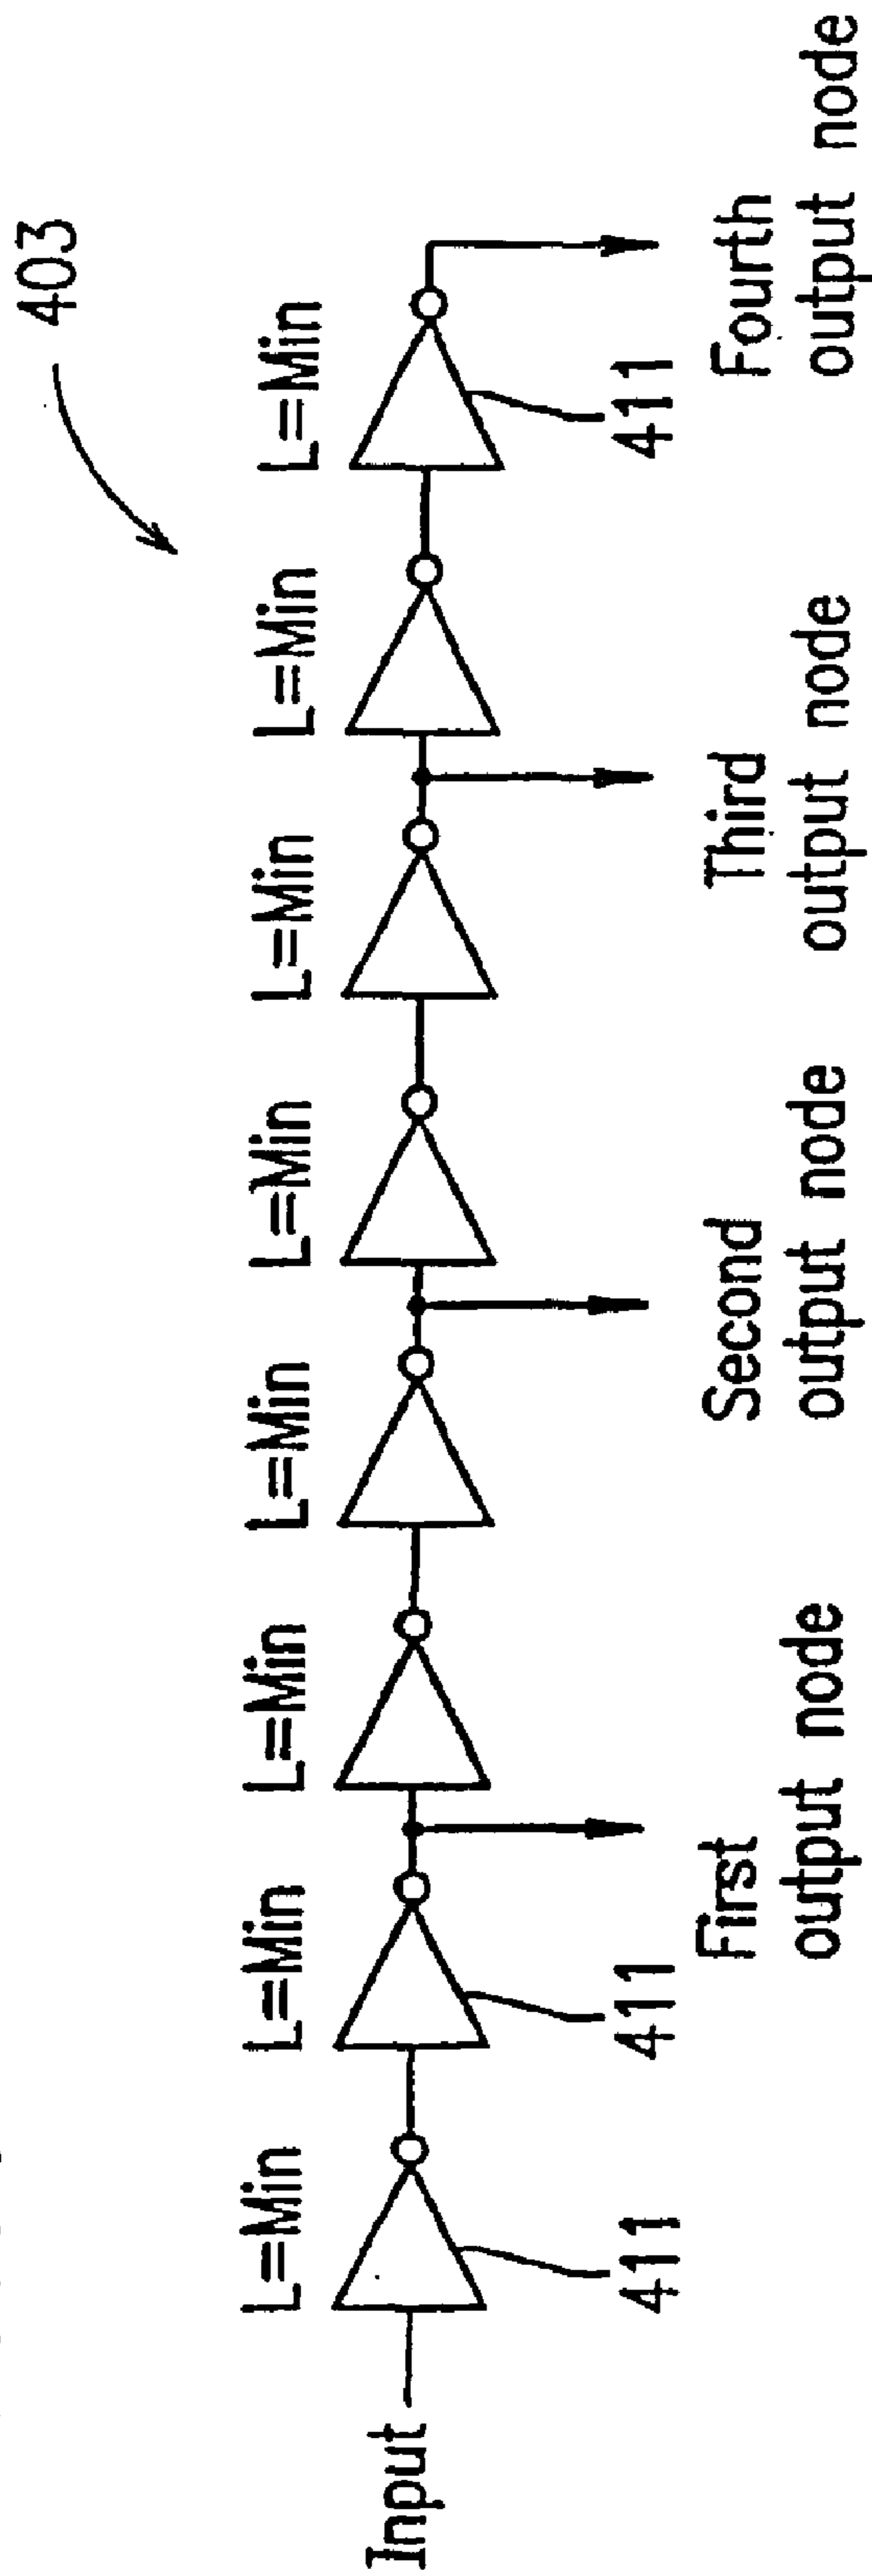 403
L=Min
L=Min
L=Min
L=Min
L=Min
L=Min
L=Min
L=Min
Input
411
411
411
First
output node
Second
output node
Third
output node
Fourth
output node